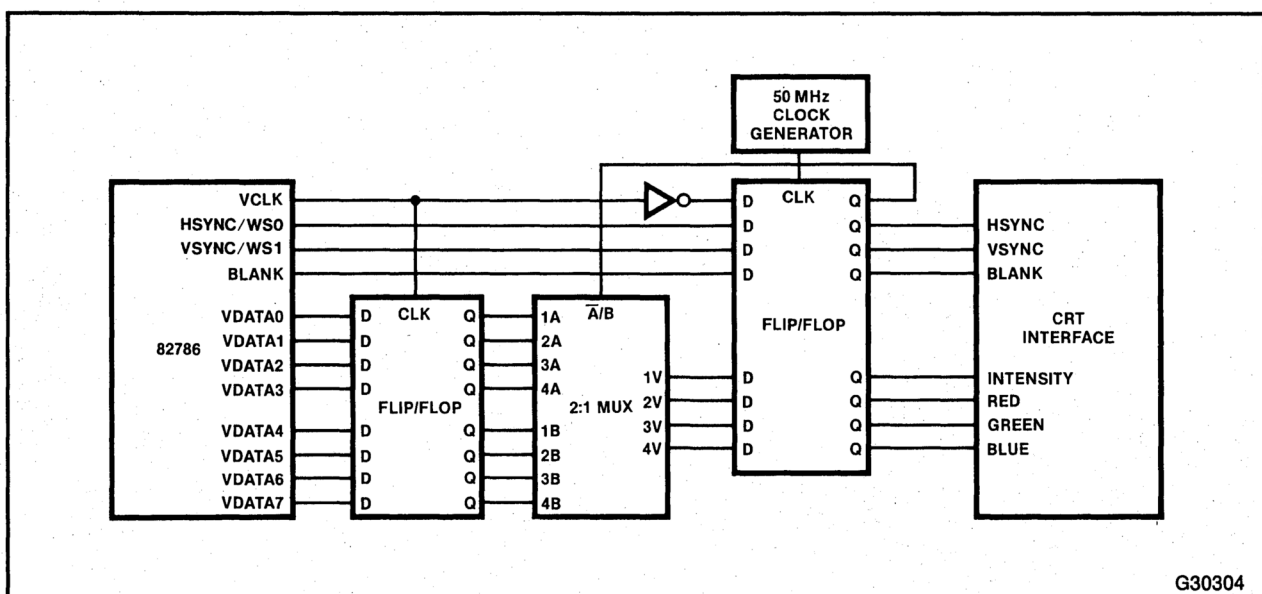 50 MHz
CLOCK
GENERATOR
VCLK
HSYNC/WS0
VSYNC/WS1
BLANK
82786
VDATA0
VDATA1
VDATA2
VDATA3
VDATA4
VDATA5
VDATA6
VDATA7
D CLK Q
D Q
D Q
D Q
FLIP/FLOP
D Q
D Q
D Q
D Q
A̅/B
1A
2A
3A
4A
2:1 MUX
1B
2B
3B
4B
1V
2V
3V
4V
D CLK Q
D Q
D Q
D Q
FLIP/FLOP
D Q
D Q
D Q
D Q
HSYNC
VSYNC
BLANK
CRT
INTERFACE
INTENSITY
RED
GREEN
BLUE
G30304